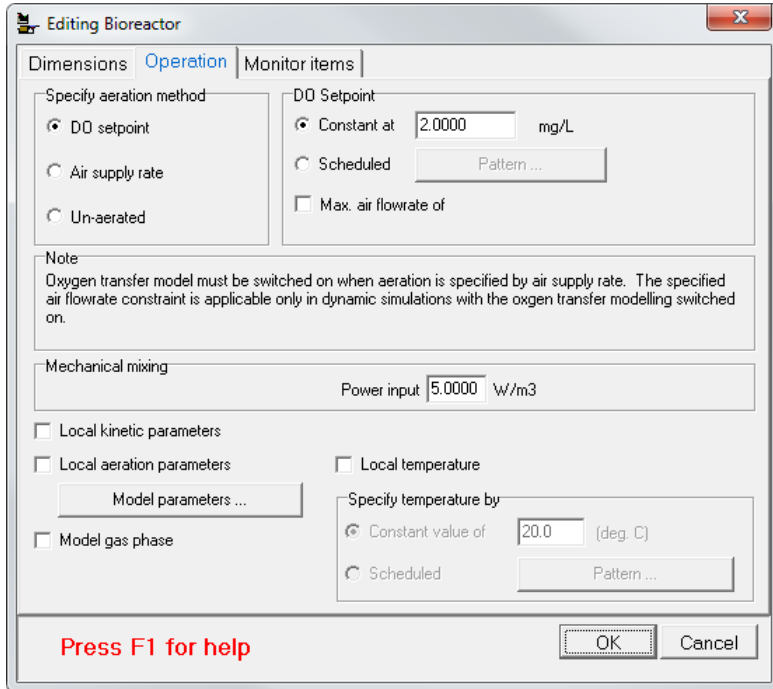 Editing Bioreactor
Dimensions Operation Monitor items
Specify aeration method
DO setpoint
Air supply rate
Un-aerated
DO Setpoint
Constant at 2.0000 mg/L
Scheduled Pattern ...
Max. air flowrate of
Note
Oxygen transfer model must be switched on when aeration is specified by air supply rate. The specified
air flowrate constraint is applicable only in dynamic simulations with the oxgen transfer modelling switched
on.
Mechanical mixing
Power input 5.0000 W/m3
Local kinetic parameters
Local aeration parameters
Model parameters ...
Model gas phase
Local temperature
Specify temperature by
Constant value of 20.0 (deg. C)
Scheduled Pattern ...
Press F1 for help
OK Cancel